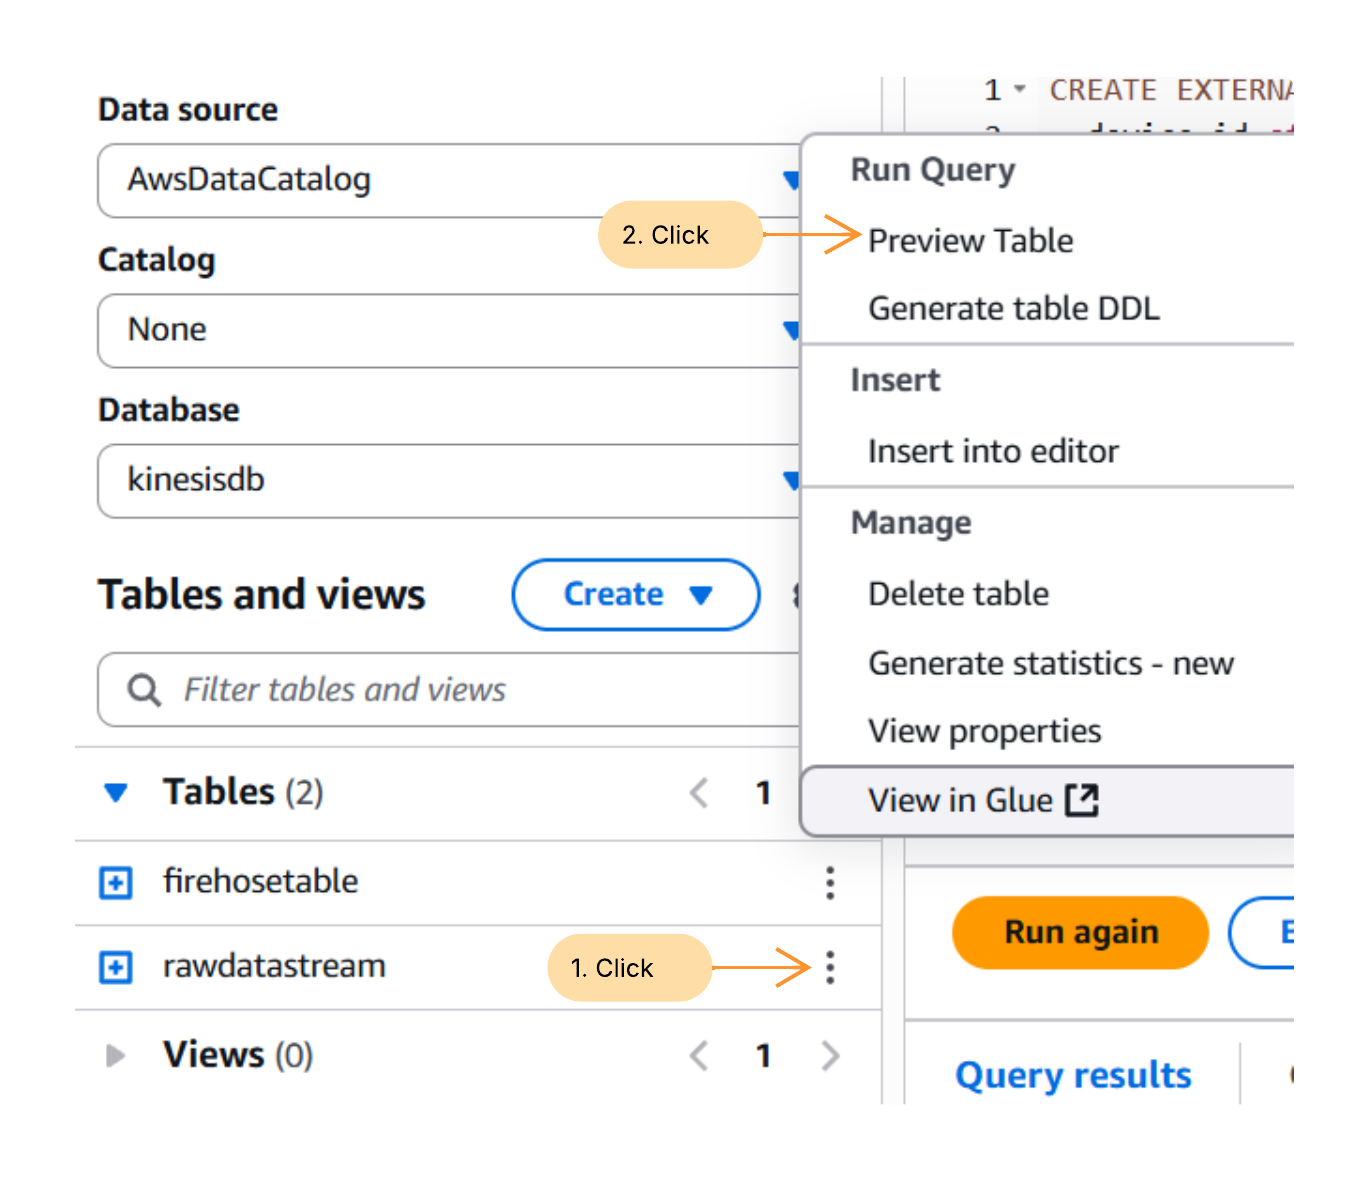 Data source
AwsDataCatalog
Catalog
None
Database
kinesisdb
Tables and views
Create
Filter tables and views
Tables (2)
1
firehosetable
rawdatastream
1. Click
Views (0)
1
2. Click
1 CREATE EXTERNA
Run Query
Preview Table
Generate table DDL
Insert
Insert into editor
Manage
Delete table
Generate statistics - new
View properties
View in Glue
Run again
Query results